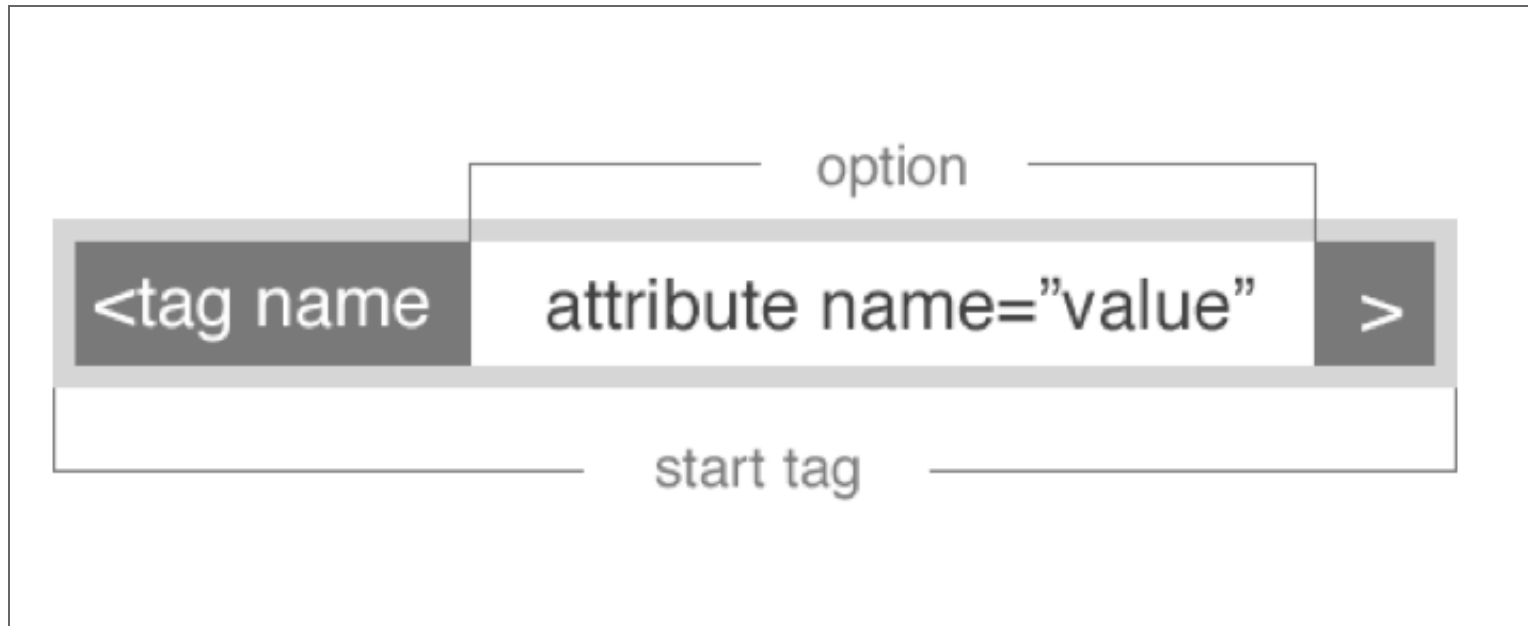 option
<tag name attribute name=”value” >
start tag